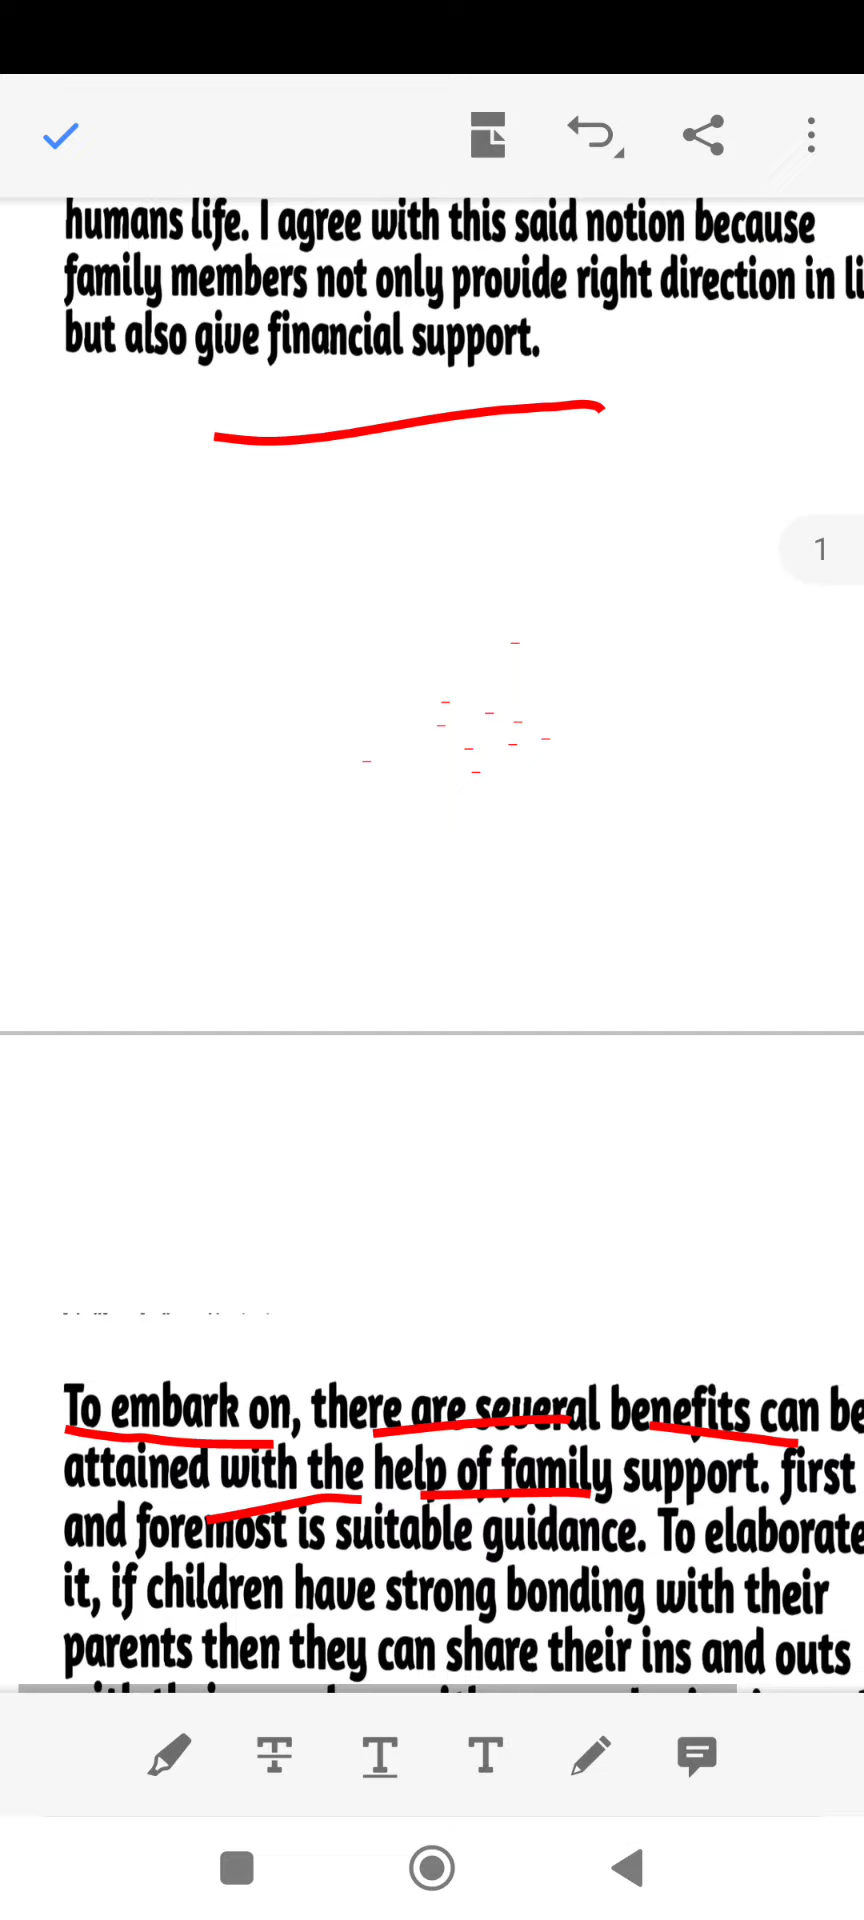 humans life. I agree with this said notion because
family members not only provide right direction in
but also give financial support.
1
To embark on, there are several benefits can be
attained with the help of family support. first
and foremost is suitable guidance. To elaborate
it, if children have strong bonding with their
parents then they can share their ins and outs